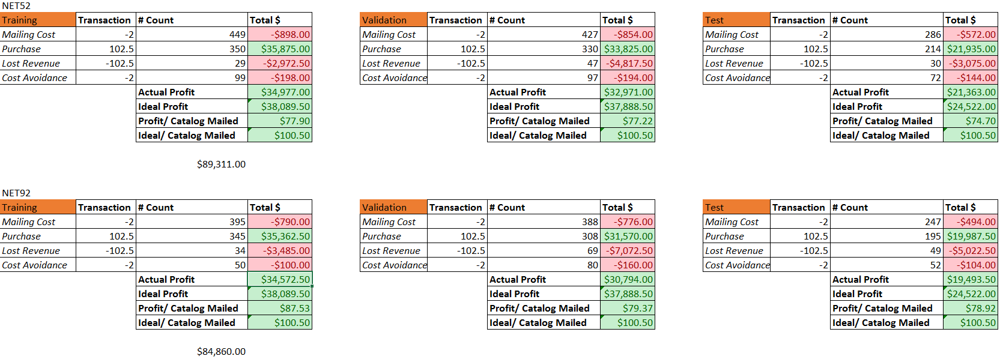 NET52
Training Transaction # Count Total $ Validation Transaction # Count Total $ Test Transaction # Count Total $
Mailing Cost -2 449 -$898.00 Mailing Cost -2 427 -$854.00 Mailing Cost -2 286 -$572.00
Purchase 102.5 350 $35,875.00 Purchase 102.5 330 $33,825.00 Purchase 102.5 214 $21,935.00
Lost Revenue -102.5 29 -$2,972.50 Lost Revenue -102.5 47 -$4,817.50 Lost Revenue -102.5 30 -$3,075.00
Cost Avoidance -2 99 -$198.00 Cost Avoidance -2 97 -$194.00 Cost Avoidance -2 72 -$144.00
Actual Profit $34,977.00 Actual Profit $32,971.00 Actual Profit $21,363.00
Ideal Profit $38,089.50 Ideal Profit $37,888.50 Ideal Profit $24,522.00
Profit/ Catalog Mailed $77.90 Profit/ Catalog Mailed $77.22 Profit/ Catalog Mailed $74.70
Ideal/ Catalog Mailed $100.50 Ideal/ Catalog Mailed $100.50 Ideal/ Catalog Mailed $100.50
$89,311.00
NET92
Training Transaction # Count Total $ Validation Transaction # Count Total $ Test Transaction # Count Total $
Mailing Cost -2 395 -$790.00 Mailing Cost -2 388 -$776.00 Mailing Cost -2 247 -$494.00
Purchase 102.5 345 $35,362.50 Purchase 102.5 308 $31,570.00 Purchase 102.5 195 $19,987.50
Lost Revenue -102.5 34 -$3,485.00 Lost Revenue -102.5 69 -$7,072.50 Lost Revenue -102.5 49 -$5,022.50
Cost Avoidance -2 50 -$100.00 Cost Avoidance -2 80 -$160.00 Cost Avoidance -2 52 -$104.00
Actual Profit $34,572.50 Actual Profit $30,794.00 Actual Profit $19,493.50
Ideal Profit $38,089.50 Ideal Profit $37,888.50 Ideal Profit $24,522.00
Profit/ Catalog Mailed $87.53 Profit/ Catalog Mailed $79.37 Profit/ Catalog Mailed $78.92
Ideal/ Catalog Mailed $100.50 Ideal/ Catalog Mailed $100.50 Ideal/ Catalog Mailed $100.50
$84,860.00